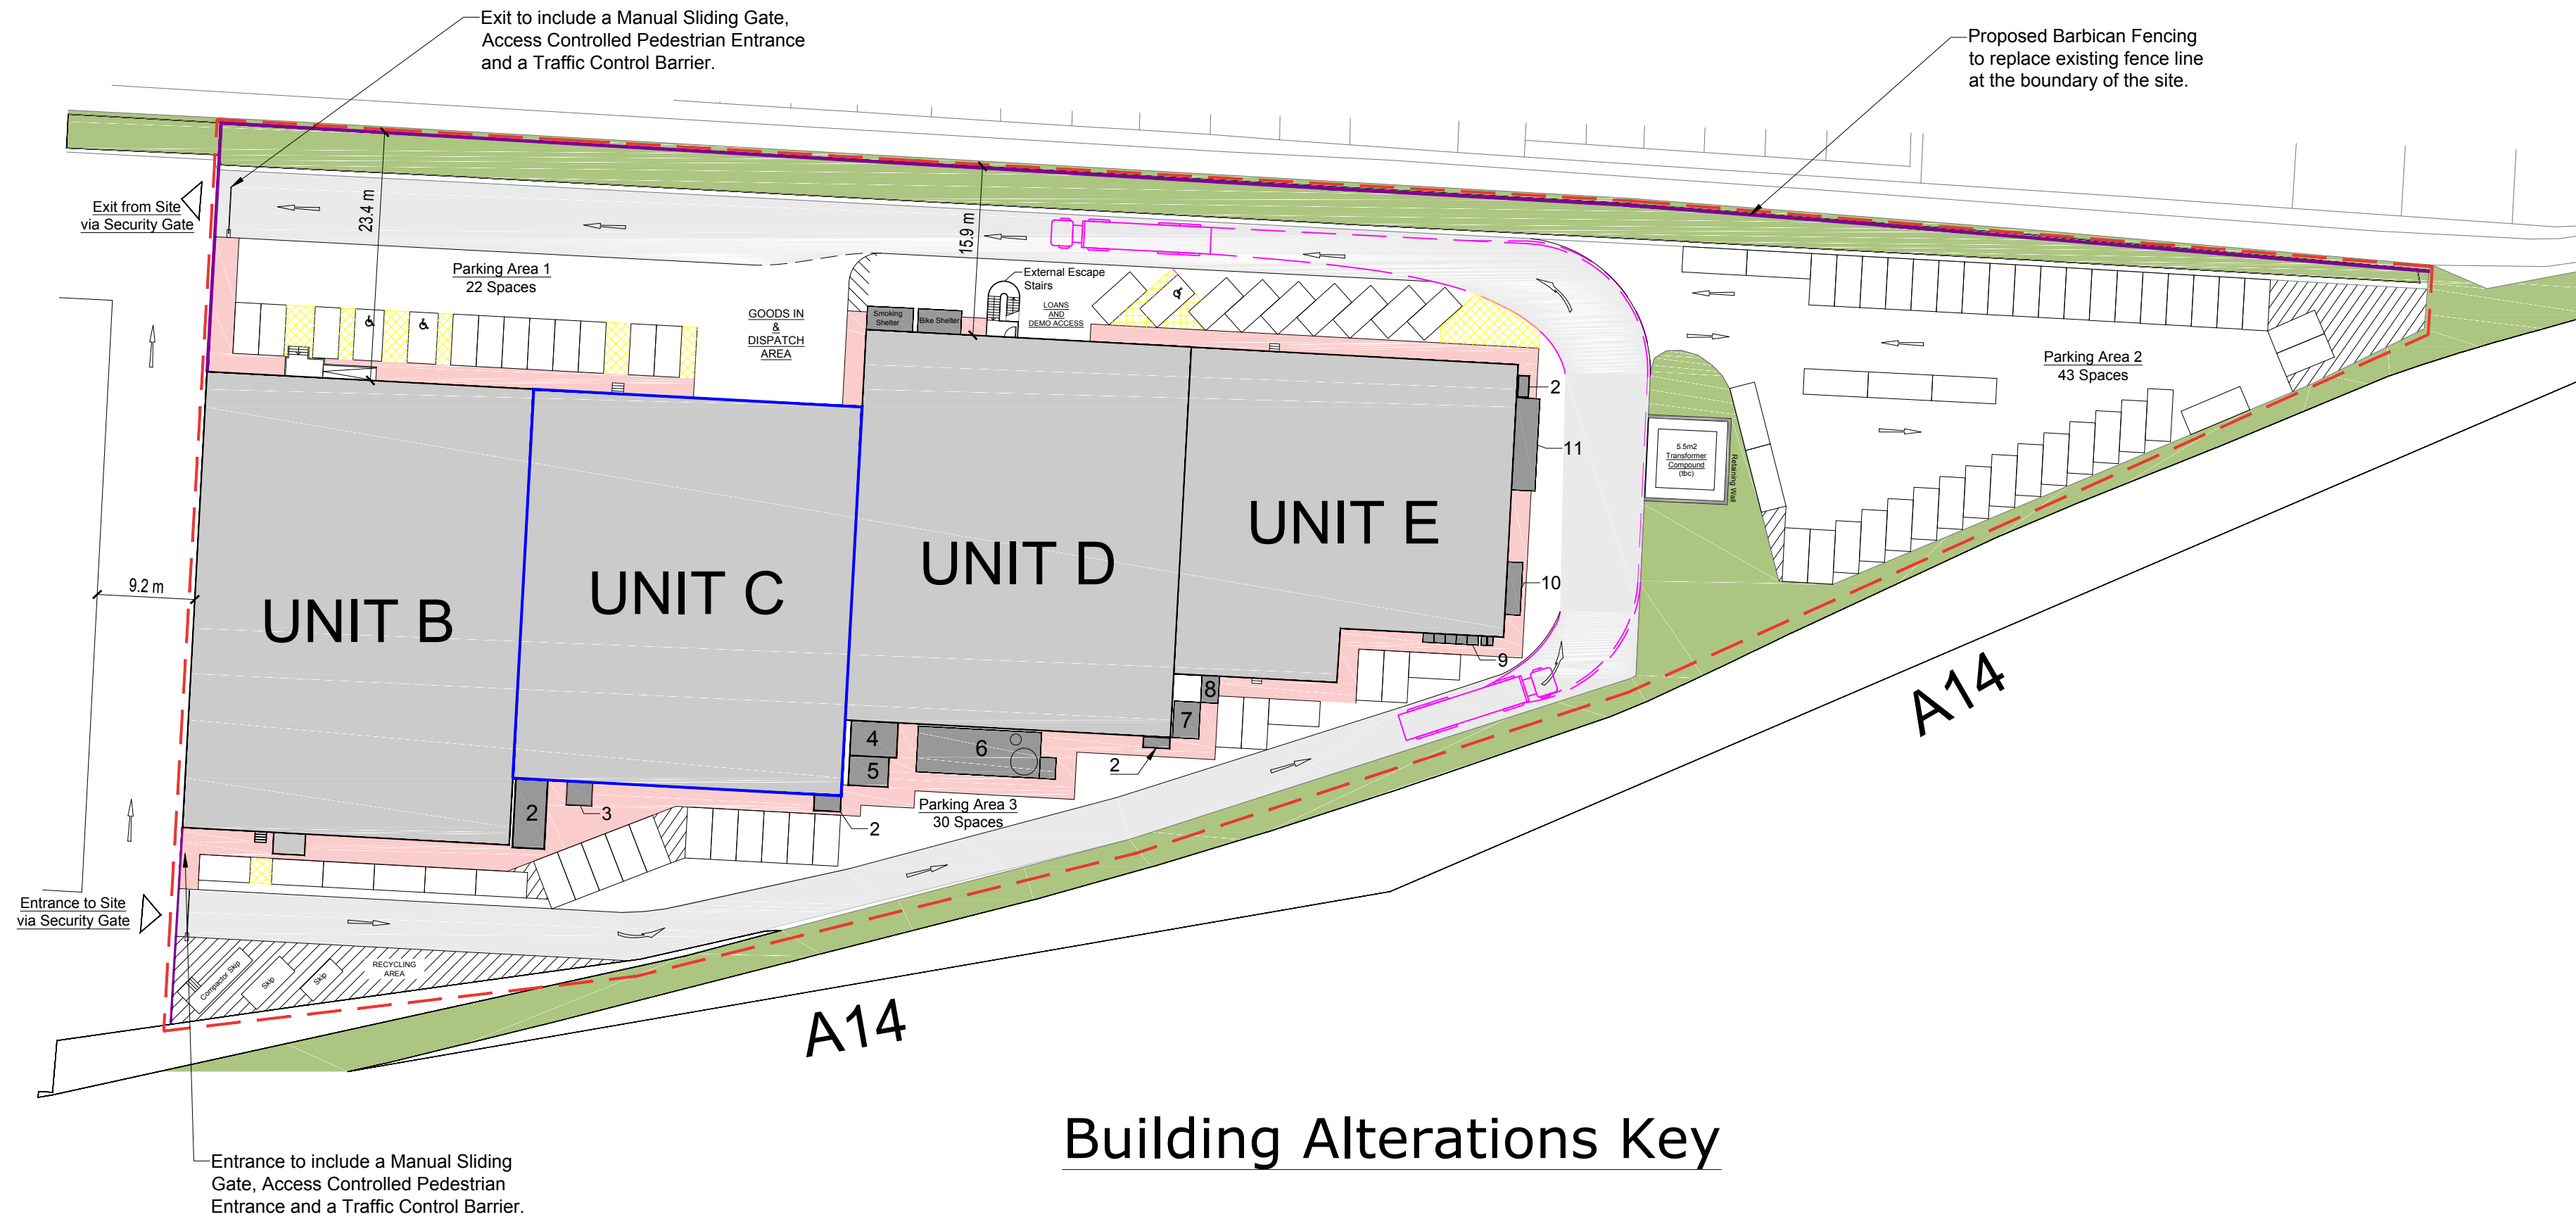 Exit to include a Manual Sliding Gate,
Access Controlled Pedestrian Entrance
and a Traffic Control Barrier.
Proposed Barbican Fencing
to replace existing fence line
at the boundary of the site.
Exit from Site
via Security Gate
23.4 m
15.9 m
Parking Area 1
22 Spaces
GOODS IN
&
DISPATCH
AREA
Smoking
Shelter
Bike Shelter
External Escape
Stairs
LOANS
AND
DEMO ACCESS
Parking Area 2
43 Spaces
2
11
5.5m2
Transformer
Compound
(tbc)
Retaining Wall
UNIT B
UNIT C
UNIT D
UNIT E
9.2 m
10
9
8
7
4
5
6
2
2
3
2
Parking Area 3
30 Spaces
A14
Entrance to Site
via Security Gate
Compactor Skip
Skip
Skip
RECYCLING
AREA
A14
Building Alterations Key
Entrance to include a Manual Sliding
Gate, Access Controlled Pedestrian
Entrance and a Traffic Control Barrier.